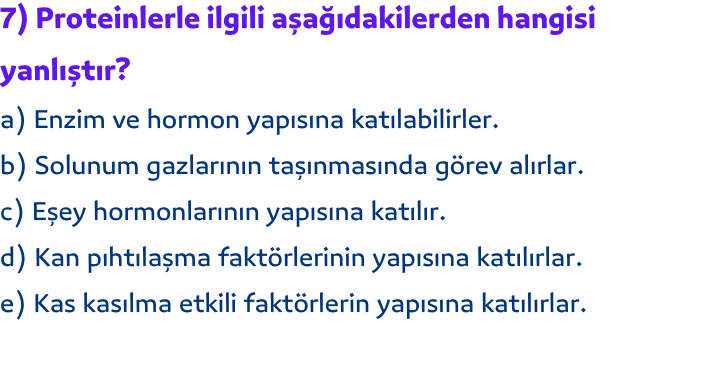 7) Proteinlerle ilgili aşağıdakilerden hangisi
yanlıştır?
a) Enzim ve hormon yapısına katılabilirler.
b) Solunum gazlarının taşınmasında görev alırlar.
c) Eşey hormonlarının yapısına katılır.
d) Kan pıhtılaşma faktörlerinin yapısına katılırlar.
e) Kas kasılma etkili faktörlerin yapısına katılırlar.